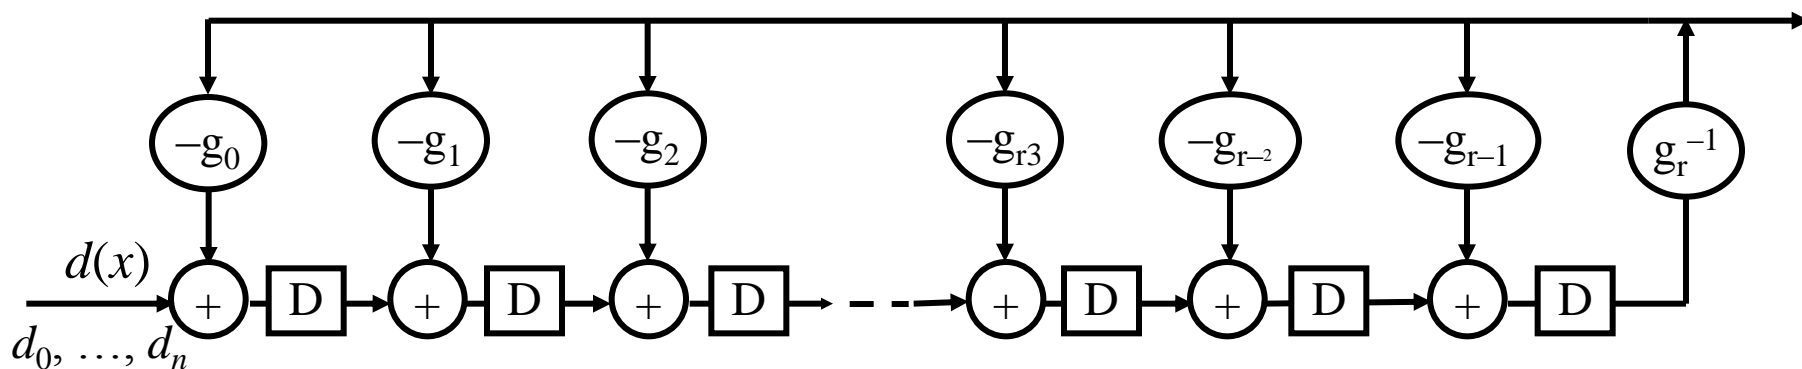 –g₀ –g₁ –g₂ –gᵣ₃ –gᵣ₋₂ –gᵣ₋₁ gᵣ⁻¹
d(x)
+ D + D + D + D + D + D
d₀, …, dₙ